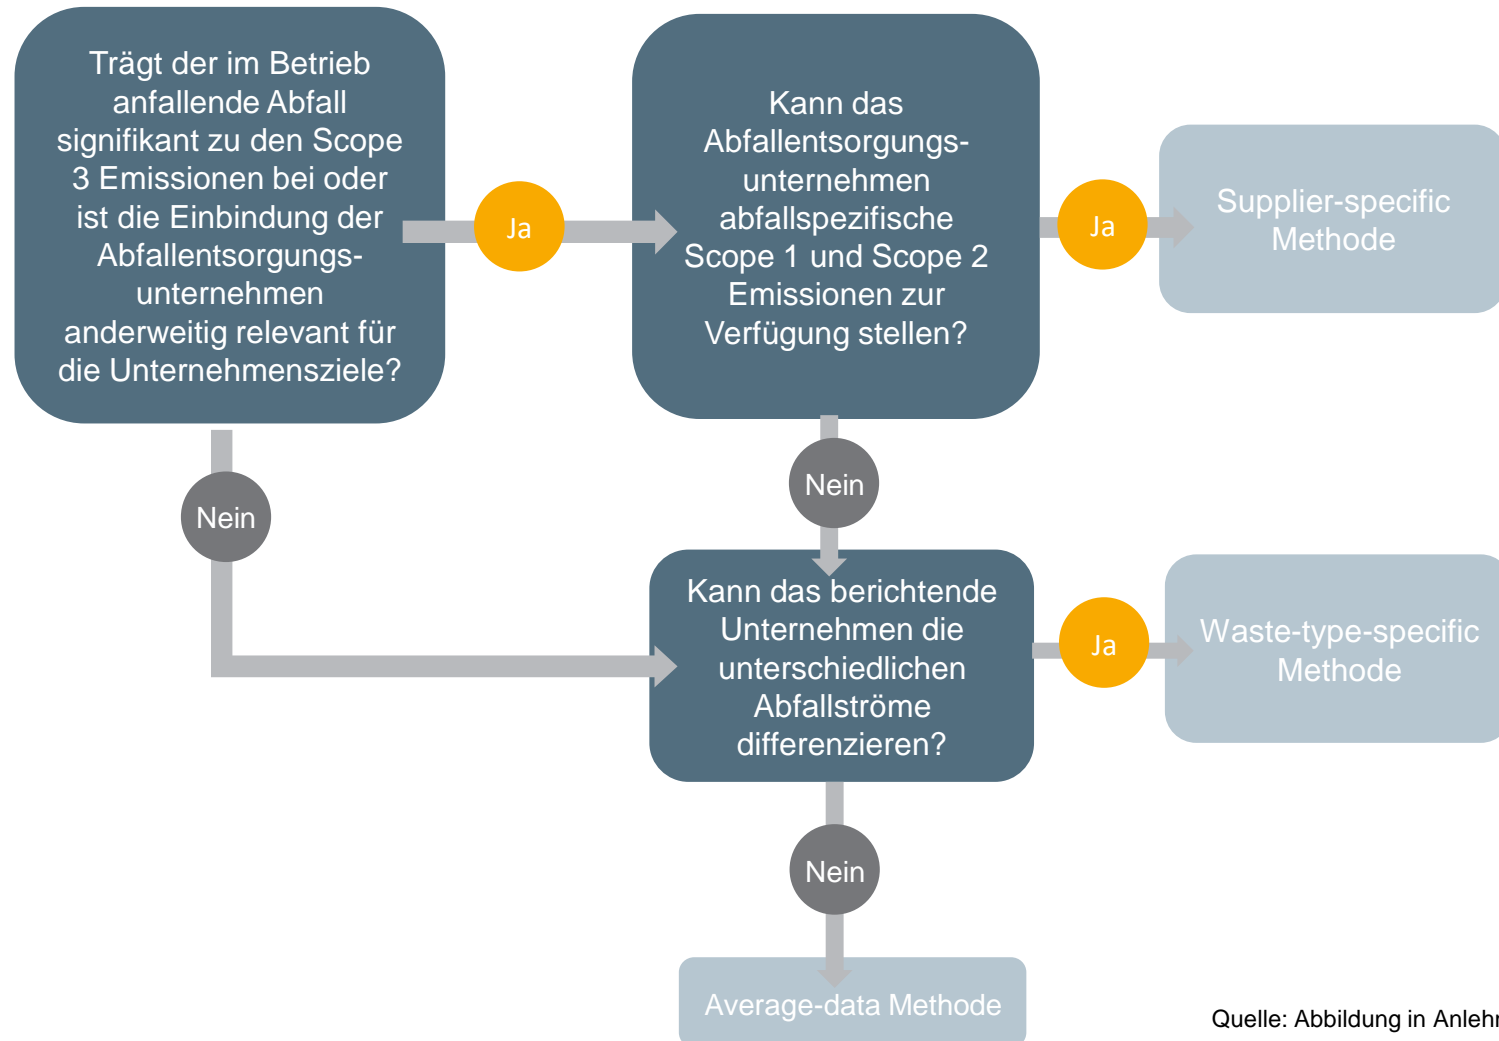 Trägt der im Betrieb
anfallende Abfall
signifikant zu den Scope
3 Emissionen bei oder
ist die Einbindung der
Abfallentsorgungs-
unternehmen
anderweitig relevant für
die Unternehmensziele?
Ja
Kann das
Abfallentsorgungs-
unternehmen
abfallspezifische
Scope 1 und Scope 2
Emissionen zur
Verfügung stellen?
Ja
Supplier-specific
Methode
Nein
Nein
Kann das berichtende
Unternehmen die
unterschiedlichen
Abfallströme
differenzieren?
Ja
Waste-type-specific
Methode
Nein
Average-data Methode
Quelle: Abbildung in